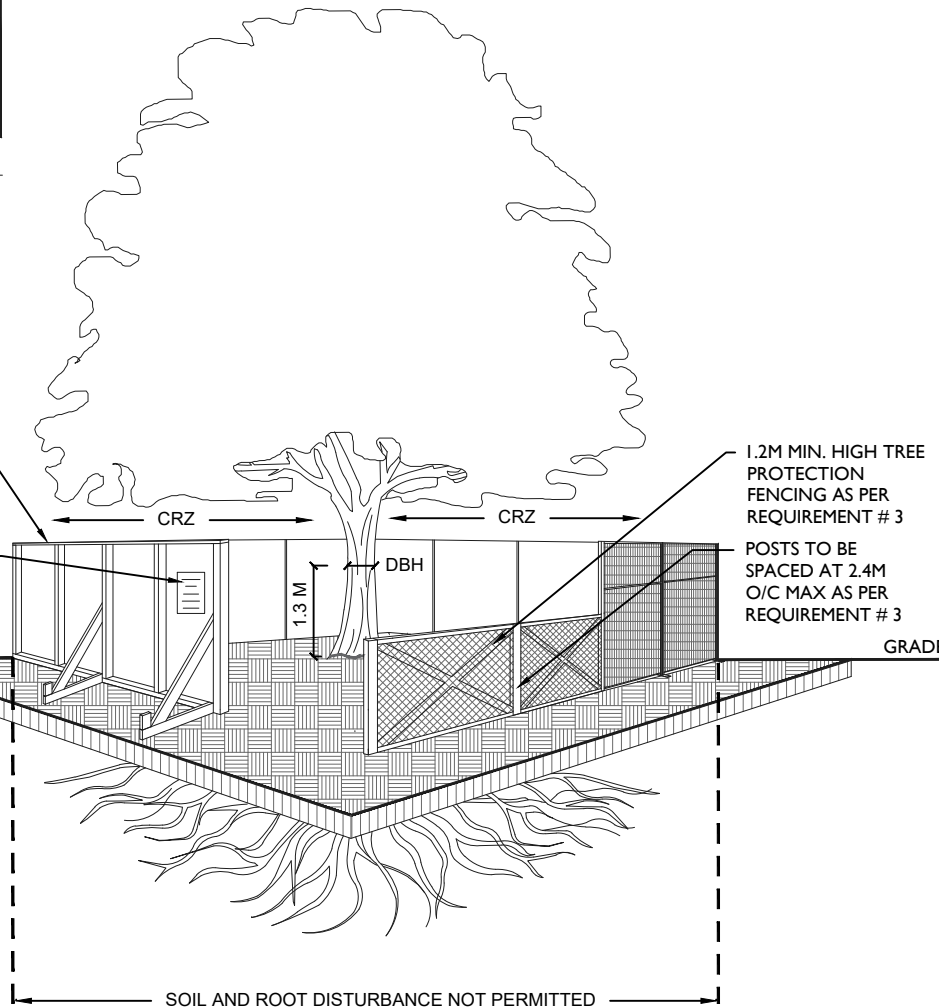 1.2M MIN. HIGH TREE
PROTECTION
FENCING AS PER
REQUIREMENT # 3
CRZ
CRZ
POSTS TO BE
SPACED AT 2.4M
O/C MAX AS PER
REQUIREMENT # 3
DBH
1.3 M
GRADE
SOIL AND ROOT DISTURBANCE NOT PERMITTED